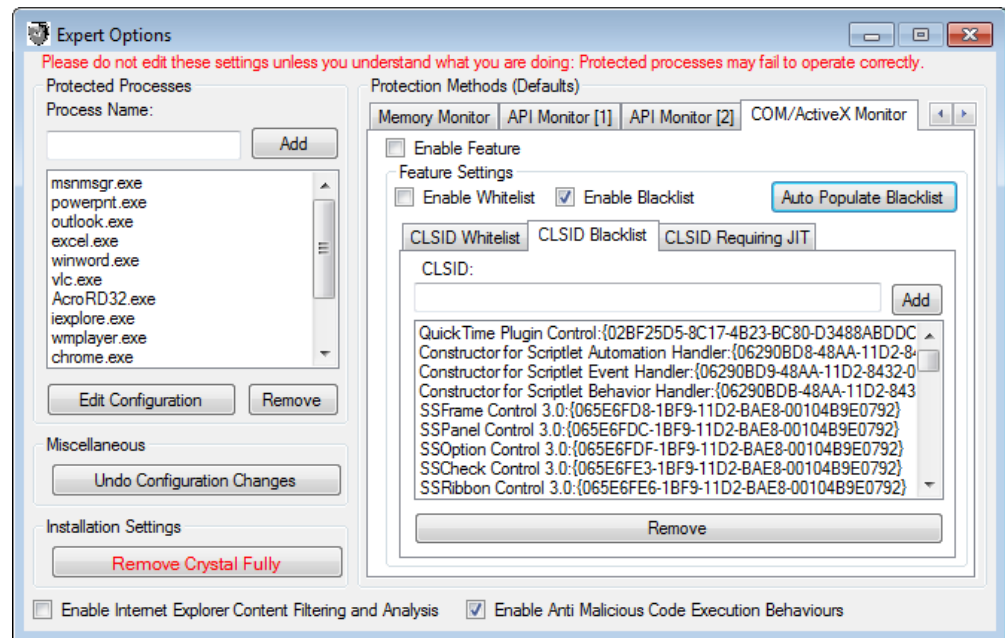 Expert Options
Please do not edit these settings unless you understand what you are doing: Protected processes may fail to operate correctly.
Protected Processes
Process Name:
Add
msnmsgr.exe
powerpnt.exe
outlook.exe
excel.exe
winword.exe
vlc.exe
AcroRD32.exe
iexplore.exe
wmplayer.exe
chrome.exe
Edit Configuration Remove
Miscellaneous
Undo Configuration Changes
Installation Settings
Remove Crystal Fully
Protection Methods (Defaults)
Memory Monitor API Monitor [1] API Monitor [2] COM/ActiveX Monitor
Enable Feature
Feature Settings
Enable Whitelist Enable Blacklist Auto Populate Blacklist
CLSID Whitelist CLSID Blacklist CLSID Requiring JIT
CLSID:
Add
QuickTime Plugin Control:{02BF25D5-8C17-4B23-BC80-D3488ABDDC
Constructor for Scriptlet Automation Handler:{06290BD8-48AA-11D2-84
Constructor for Scriptlet Event Handler:{06290BD9-48AA-11D2-8432-0
Constructor for Scriptlet Behavior Handler:{06290BDB-48AA-11D2-843
SSFrame Control 3.0:{065E6FD8-1BF9-11D2-BAE8-00104B9E0792}
SSPanel Control 3.0:{065E6FDC-1BF9-11D2-BAE8-00104B9E0792}
SSOption Control 3.0:{065E6FDF-1BF9-11D2-BAE8-00104B9E0792}
SSCheck Control 3.0:{065E6FE3-1BF9-11D2-BAE8-00104B9E0792}
SSRibbon Control 3.0:{065E6FE6-1BF9-11D2-BAE8-00104B9E0792}
Remove
Enable Internet Explorer Content Filtering and Analysis Enable Anti Malicious Code Execution Behaviours